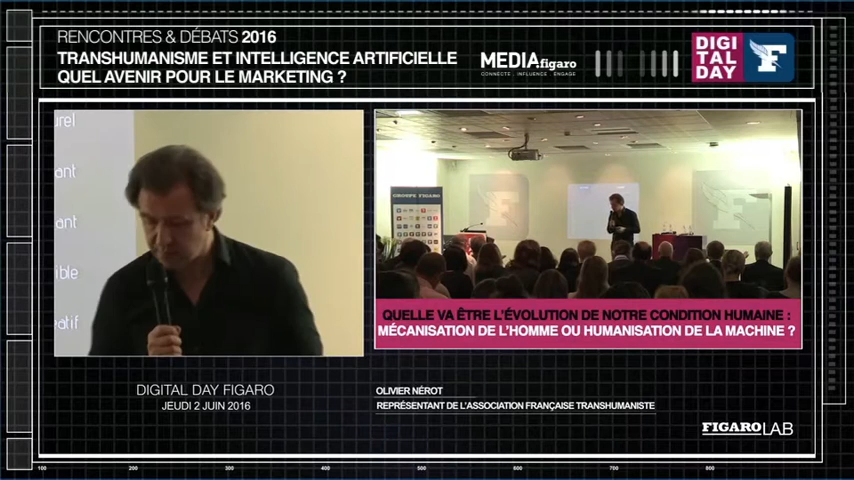 RENCONTRES & DÉBATS 2016
TRANSHUMANISME ET INTELLIGENCE ARTIFICIELLE
QUEL AVENIR POUR LE MARKETING ?
MEDIAfigaro
CONNECTE . INFLUENCE . ENGAGE
DIGI
TAL
DAY
F
urel
ant
ant
ible
éatif
GROUPE FIGARO
QUELLE VA ÊTRE L'ÉVOLUTION DE NOTRE CONDITION HUMAINE :
MÉCANISATION DE L'HOMME OU HUMANISATION DE LA MACHINE ?
DIGITAL DAY FIGARO
JEUDI 2 JUIN 2016
OLIVIER NÉROT
REPRÉSENTANT DE L'ASSOCIATION FRANÇAISE TRANSHUMANISTE
FIGAROLAB
100 200 300 400 500 600 700 800